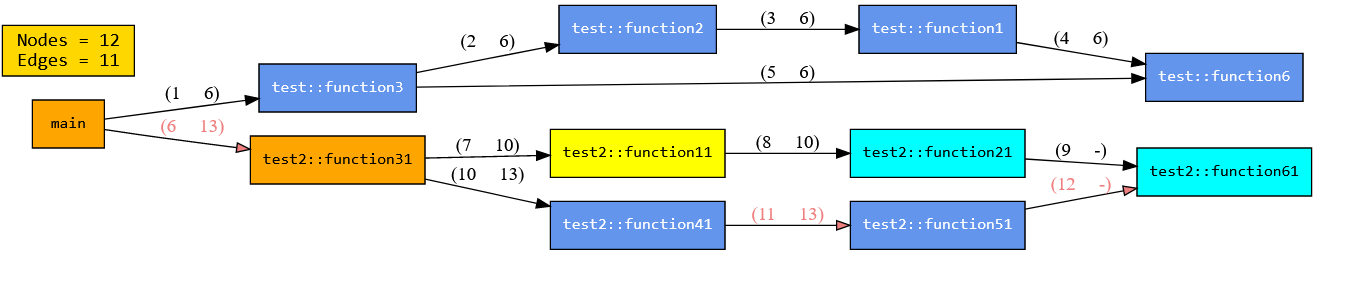 Nodes = 12
Edges = 11
main
(1 6)
(6 13)
test::function3
test2::function31
(2 6)
(5 6)
(7 10)
(10 13)
test::function2
test2::function11
test2::function41
(3 6)
(8 10)
(11 13)
test::function1
test2::function21
test2::function51
(4 6)
(9 -)
(12 -)
test::function6
test2::function61